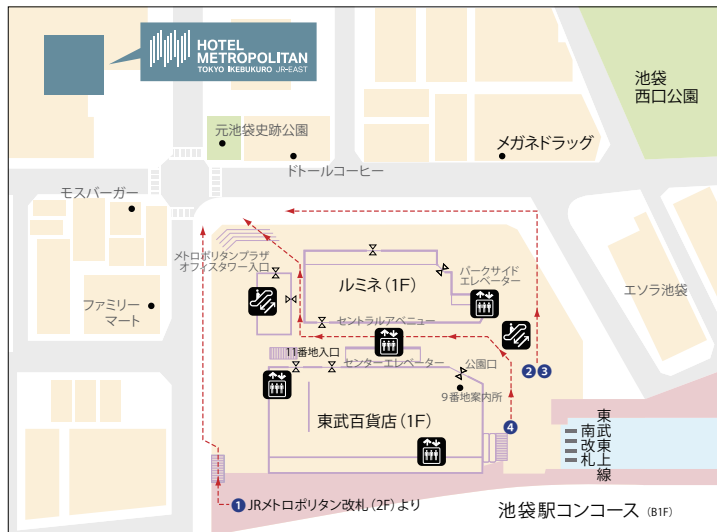 HOTEL
METROPOLITAN
TOKYO IKEBUKURO JR-EAST
池袋
西口公園
元池袋史跡公園
メガネドラッグ
ドトールコーヒー
モスバーガー
メトロポリタンプラザ
オフィスタワー入口
ルミネ(1F)
パークサイド
エレベーター
エソラ池袋
ファミリー
マート
セントラルアベニュー
11番地入口
センターエレベーター
公園口
2 3
9番地案内所
東武百貨店(1F)
4
東武東上線
南改札
1 JRメトロポリタン改札(2F)より
池袋駅コンコース (B1F)